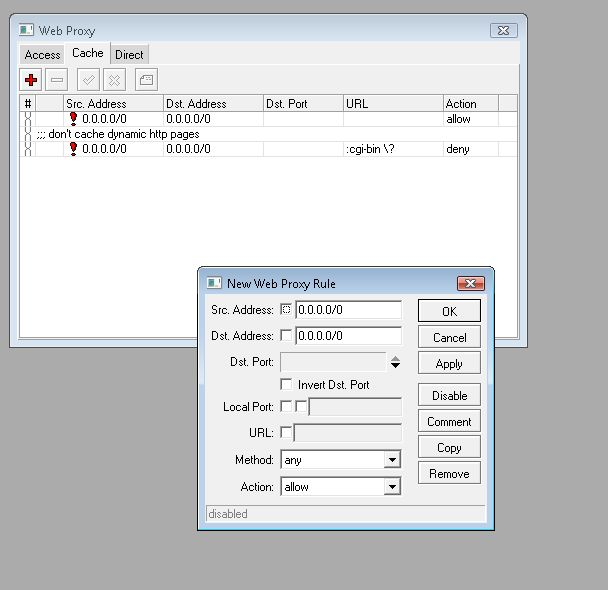 Web Proxy
Access Cache Direct
# Src. Address Dst. Address Dst. Port URL Action
0.0.0.0/0 0.0.0.0/0 allow
;;; don't cache dynamic http pages
0.0.0.0/0 0.0.0.0/0 :cgi-bin \? deny
New Web Proxy Rule
Src. Address: 0.0.0.0/0 OK
Dst. Address: 0.0.0.0/0 Cancel
Dst. Port: Apply
Invert Dst. Port Disable
Local Port: Comment
URL: Copy
Method: any Remove
Action: allow
disabled